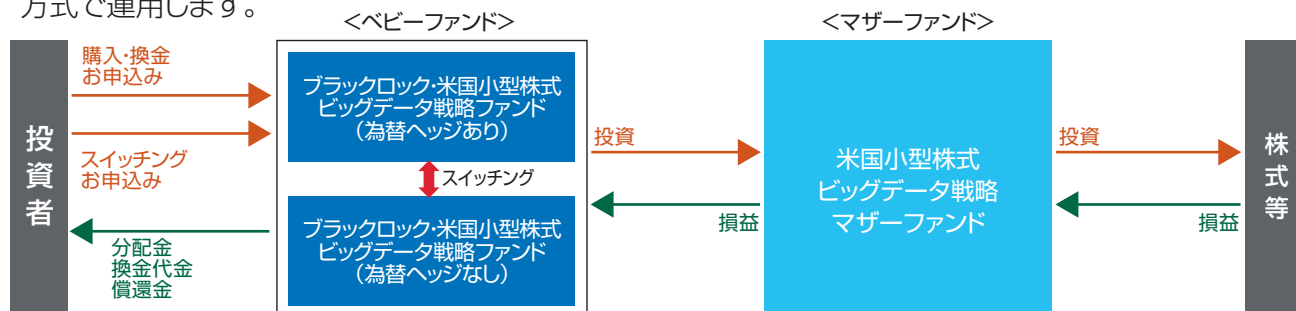 方式で運用します。
<ベビーファンド>
<マザーファンド>
投資者
購入・換金
お申込み
スイッチング
お申込み
分配金
換金代金
償還金
ブラックロック・米国小型株式
ビッグデータ戦略ファンド
(為替ヘッジあり)
スイッチング
ブラックロック・米国小型株式
ビッグデータ戦略ファンド
(為替ヘッジなし)
投資
損益
米国小型株式
ビッグデータ戦略
マザーファンド
投資
損益
株式等